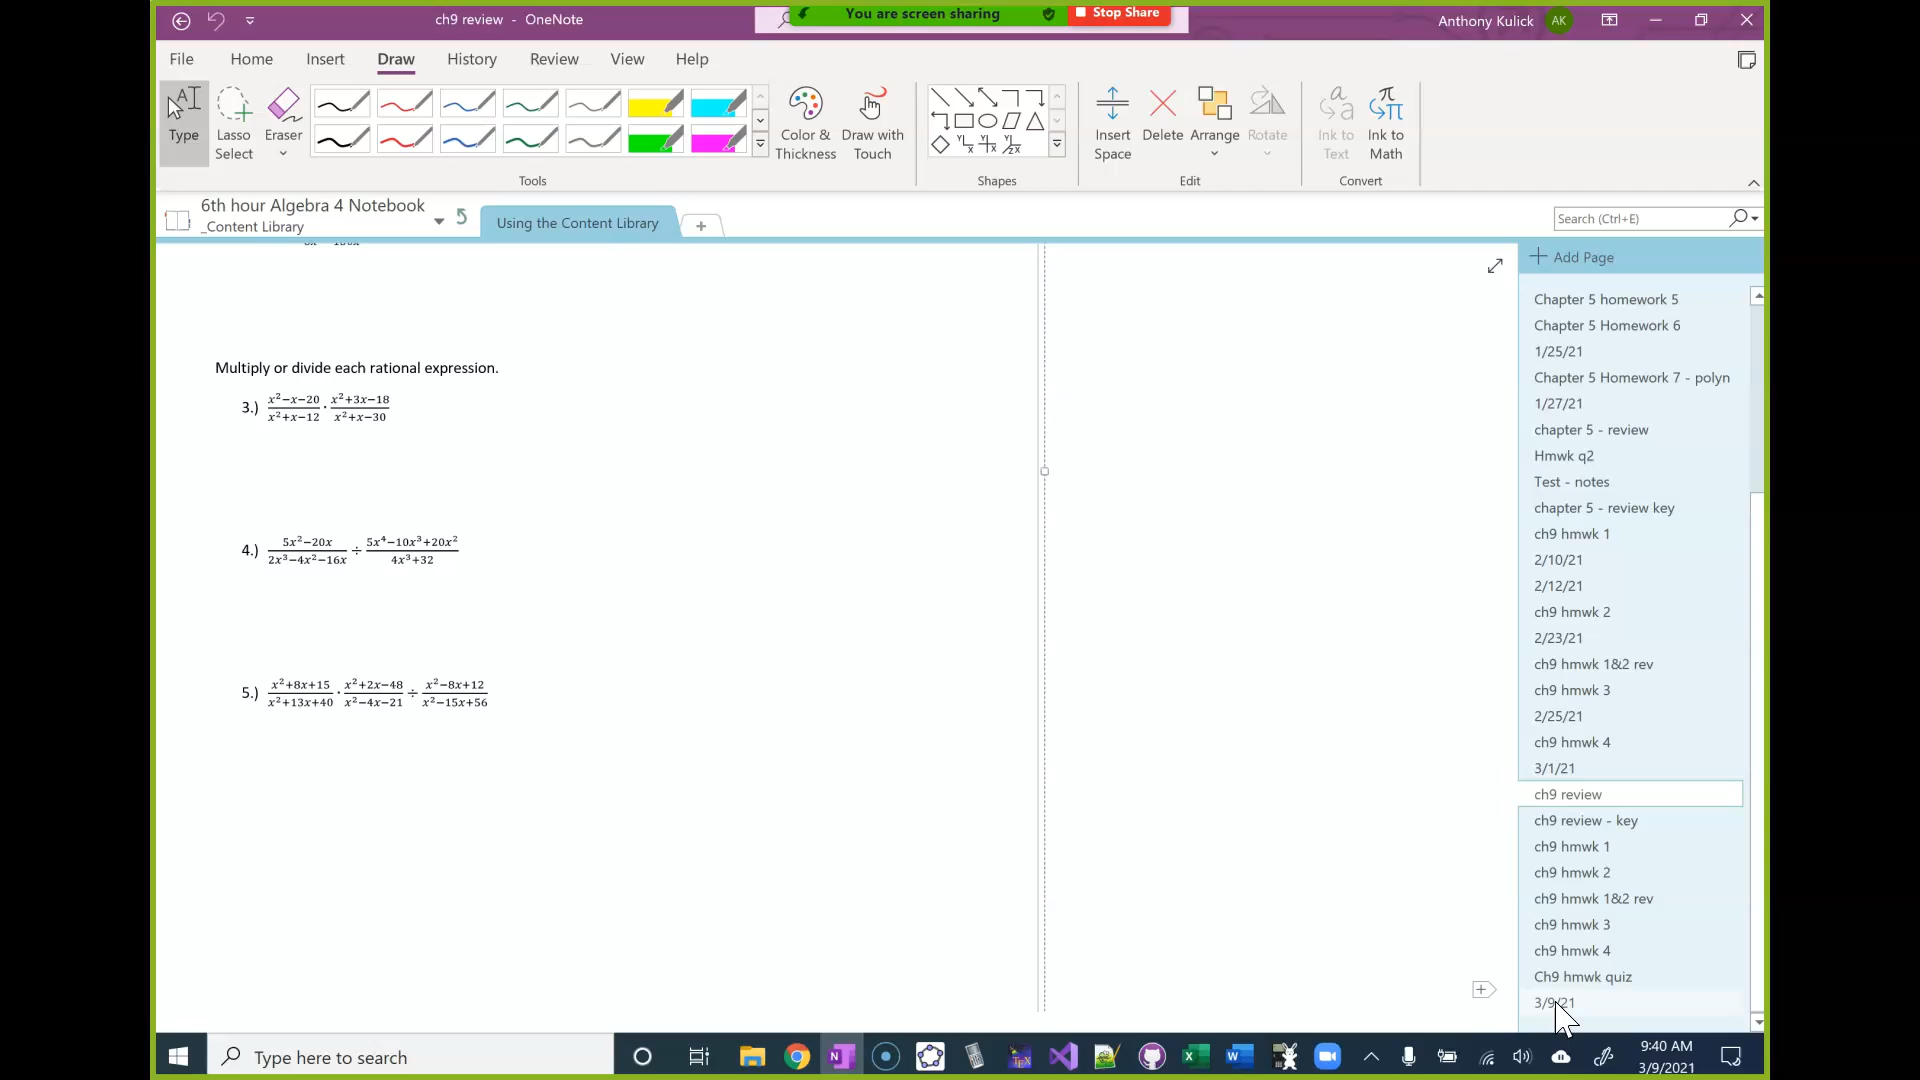 ch9 review - OneNote
You are screen sharing
Stop Share
Anthony Kulick
AK
File
Home
Insert
Draw
History
Review
View
Help
Type
Lasso Select
Eraser
Color & Thickness
Draw with Touch
Insert Space
Delete
Arrange
Rotate
Ink to Text
Ink to Math
Tools
Shapes
Edit
Convert
6th hour Algebra 4 Notebook
_Content Library
Using the Content Library
Search (Ctrl+E)
Add Page
Multiply or divide each rational expression.
3.) (x²−x−20)/(x²+x−12) · (x²+3x−18)/(x²+x−30)
4.) (5x²−20x)/(2x³−4x²−16x) ÷ (5x⁴−10x³+20x²)/(4x³+32)
5.) (x²+8x+15)/(x²+13x+40) · (x²+2x−48)/(x²−4x−21) ÷ (x²−8x+12)/(x²−15x+56)
Chapter 5 homework 5
Chapter 5 Homework 6
1/25/21
Chapter 5 Homework 7 - polyn
1/27/21
chapter 5 - review
Hmwk q2
Test - notes
chapter 5 - review key
ch9 hmwk 1
2/10/21
2/12/21
ch9 hmwk 2
2/23/21
ch9 hmwk 1&2 rev
ch9 hmwk 3
2/25/21
ch9 hmwk 4
3/1/21
ch9 review
ch9 review - key
ch9 hmwk 1
ch9 hmwk 2
ch9 hmwk 1&2 rev
ch9 hmwk 3
ch9 hmwk 4
Ch9 hmwk quiz
3/9/21
Type here to search
9:40 AM
3/9/2021